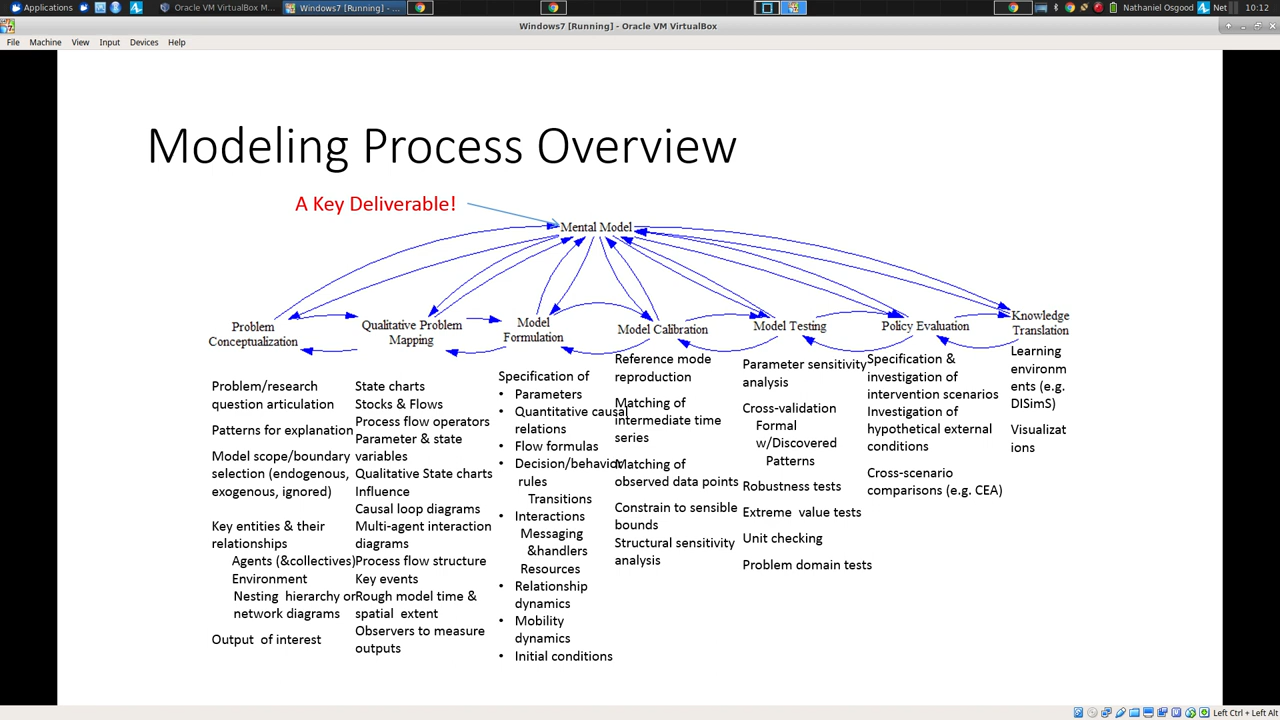 Applications
Oracle VM VirtualBox M...
Windows7 [Running] - ...
Nathaniel Osgood
Net
10:12
Windows7 [Running] - Oracle VM VirtualBox
File Machine View Input Devices Help
Modeling Process Overview
A Key Deliverable!
Mental Model
Problem
Conceptualization
Qualitative Problem
Mapping
Model
Formulation
Model Calibration
Model Testing
Policy Evaluation
Knowledge
Translation
Problem/research
question articulation
Patterns for explanation
Model scope/boundary
selection (endogenous,
exogenous, ignored)
Key entities & their
relationships
Agents (&collectives)
Environment
Nesting hierarchy or
network diagrams
Output of interest
State charts
Stocks & Flows
Process flow operators
Parameter & state
variables
Qualitative State charts
Influence
Causal loop diagrams
Multi-agent interaction
diagrams
Process flow structure
Key events
Rough model time &
spatial extent
Observers to measure
outputs
Specification of
• Parameters
• Quantitative causal
relations
• Flow formulas
• Decision/behavior
rules
Transitions
• Interactions
Messaging
&handlers
Resources
• Relationship
dynamics
• Mobility
dynamics
• Initial conditions
Reference mode
reproduction
Matching of
intermediate time
series
Matching of
observed data points
Constrain to sensible
bounds
Structural sensitivity
analysis
Parameter sensitivity
analysis
Cross-validation
Formal
w/Discovered
Patterns
Robustness tests
Extreme value tests
Unit checking
Problem domain tests
Specification &
investigation of
intervention scenarios
Investigation of
hypothetical external
conditions
Cross-scenario
comparisons (e.g. CEA)
Learning
environm
ents (e.g.
DISimS)
Visualizat
ions
Left Ctrl + Left Alt